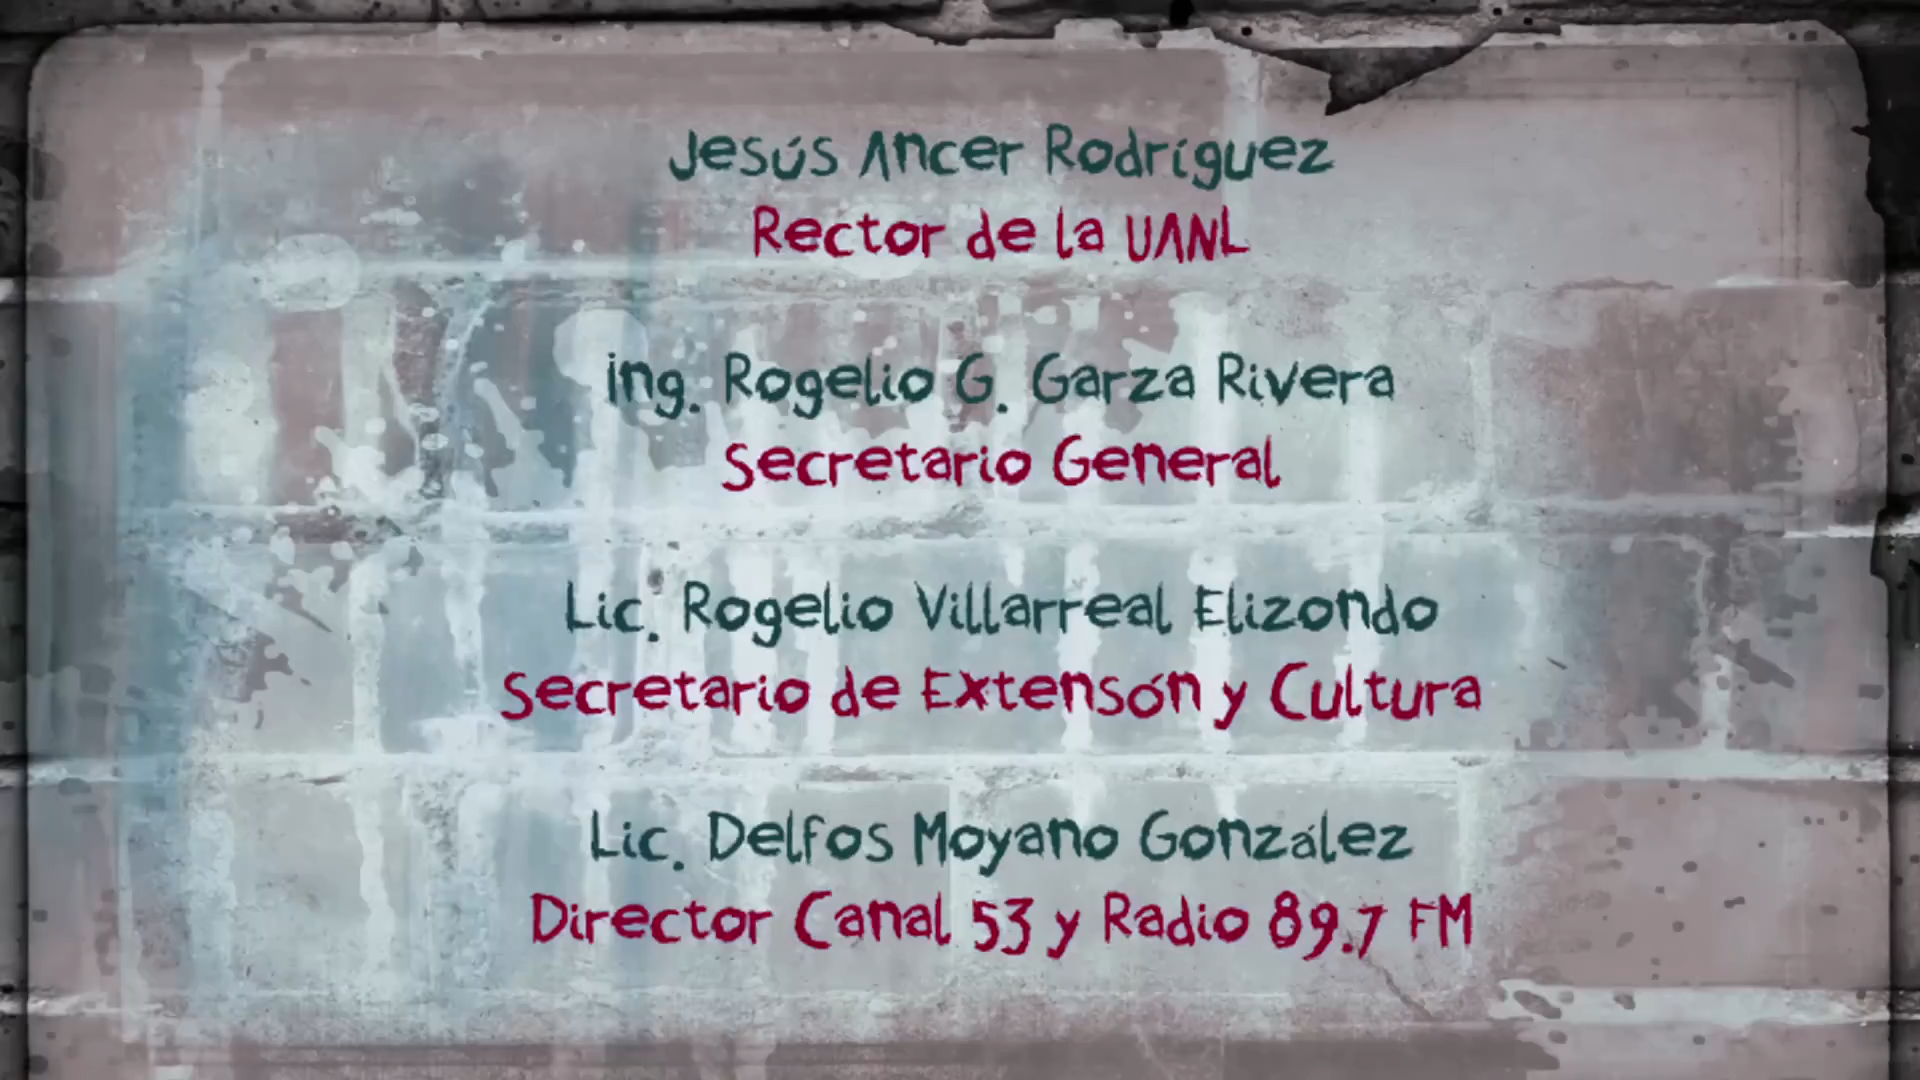 Jesús Ancer Rodríguez
Rector de la UANL
ing. Rogelio G. Garza Rivera
Secretario General
Lic. Rogelio Villarreal Elizondo
Secretario de Extensón y Cultura
Lic. Delfos Moyano González
Director Canal 53 y Radio 89.7 FM